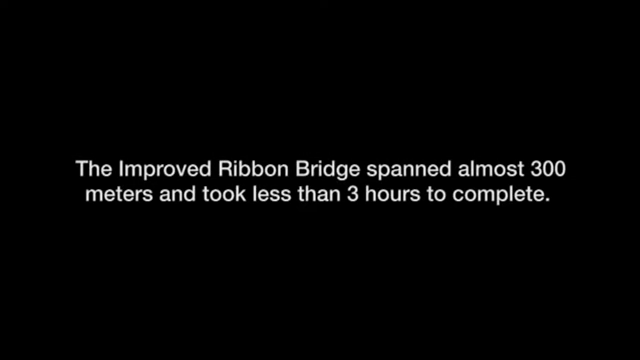 The Improved Ribbon Bridge spanned almost 300
meters and took less than 3 hours to complete.